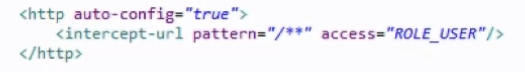 <http auto-config="true">
    <intercept-url pattern="/**" access="ROLE_USER"/>
</http>